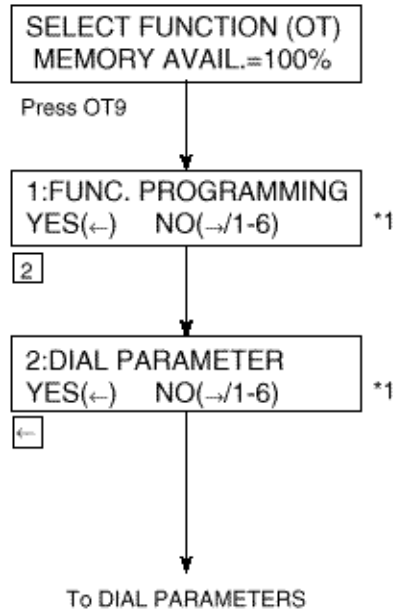 SELECT FUNCTION (OT)
MEMORY AVAIL.=100%
Press OT9
1:FUNC. PROGRAMMING
YES(←) NO(→/1-6) *1
2
2:DIAL PARAMETER
YES(←) NO(→/1-6) *1
←
To DIAL PARAMETERS